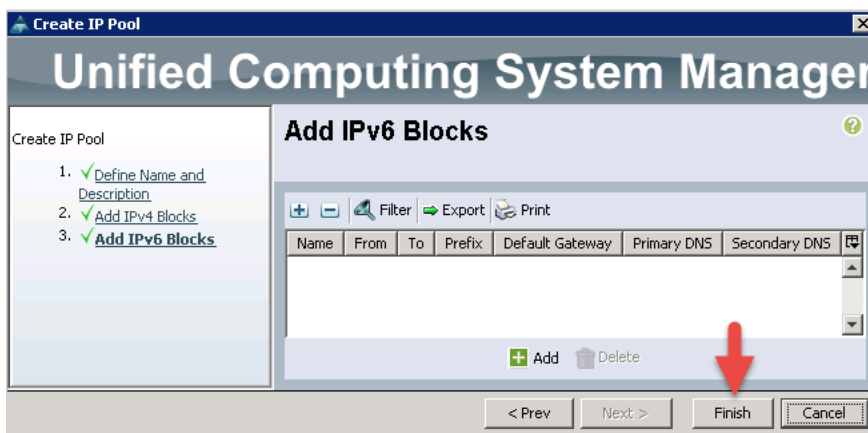 Create IP Pool
Unified Computing System Manager
Create IP Pool
1. Define Name and
Description
2. Add IPv4 Blocks
3. Add IPv6 Blocks
Add IPv6 Blocks
Filter Export Print
Name From To Prefix Default Gateway Primary DNS Secondary DNS
Add Delete
< Prev Next > Finish Cancel